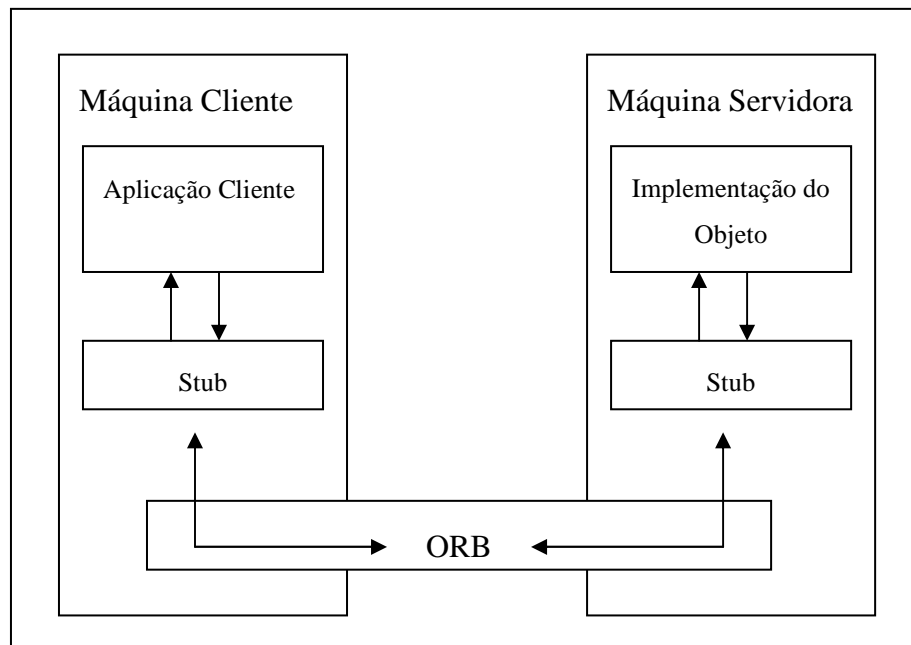 Máquina Cliente
Aplicação Cliente
Stub
Máquina Servidora
Implementação do
Objeto
Stub
ORB